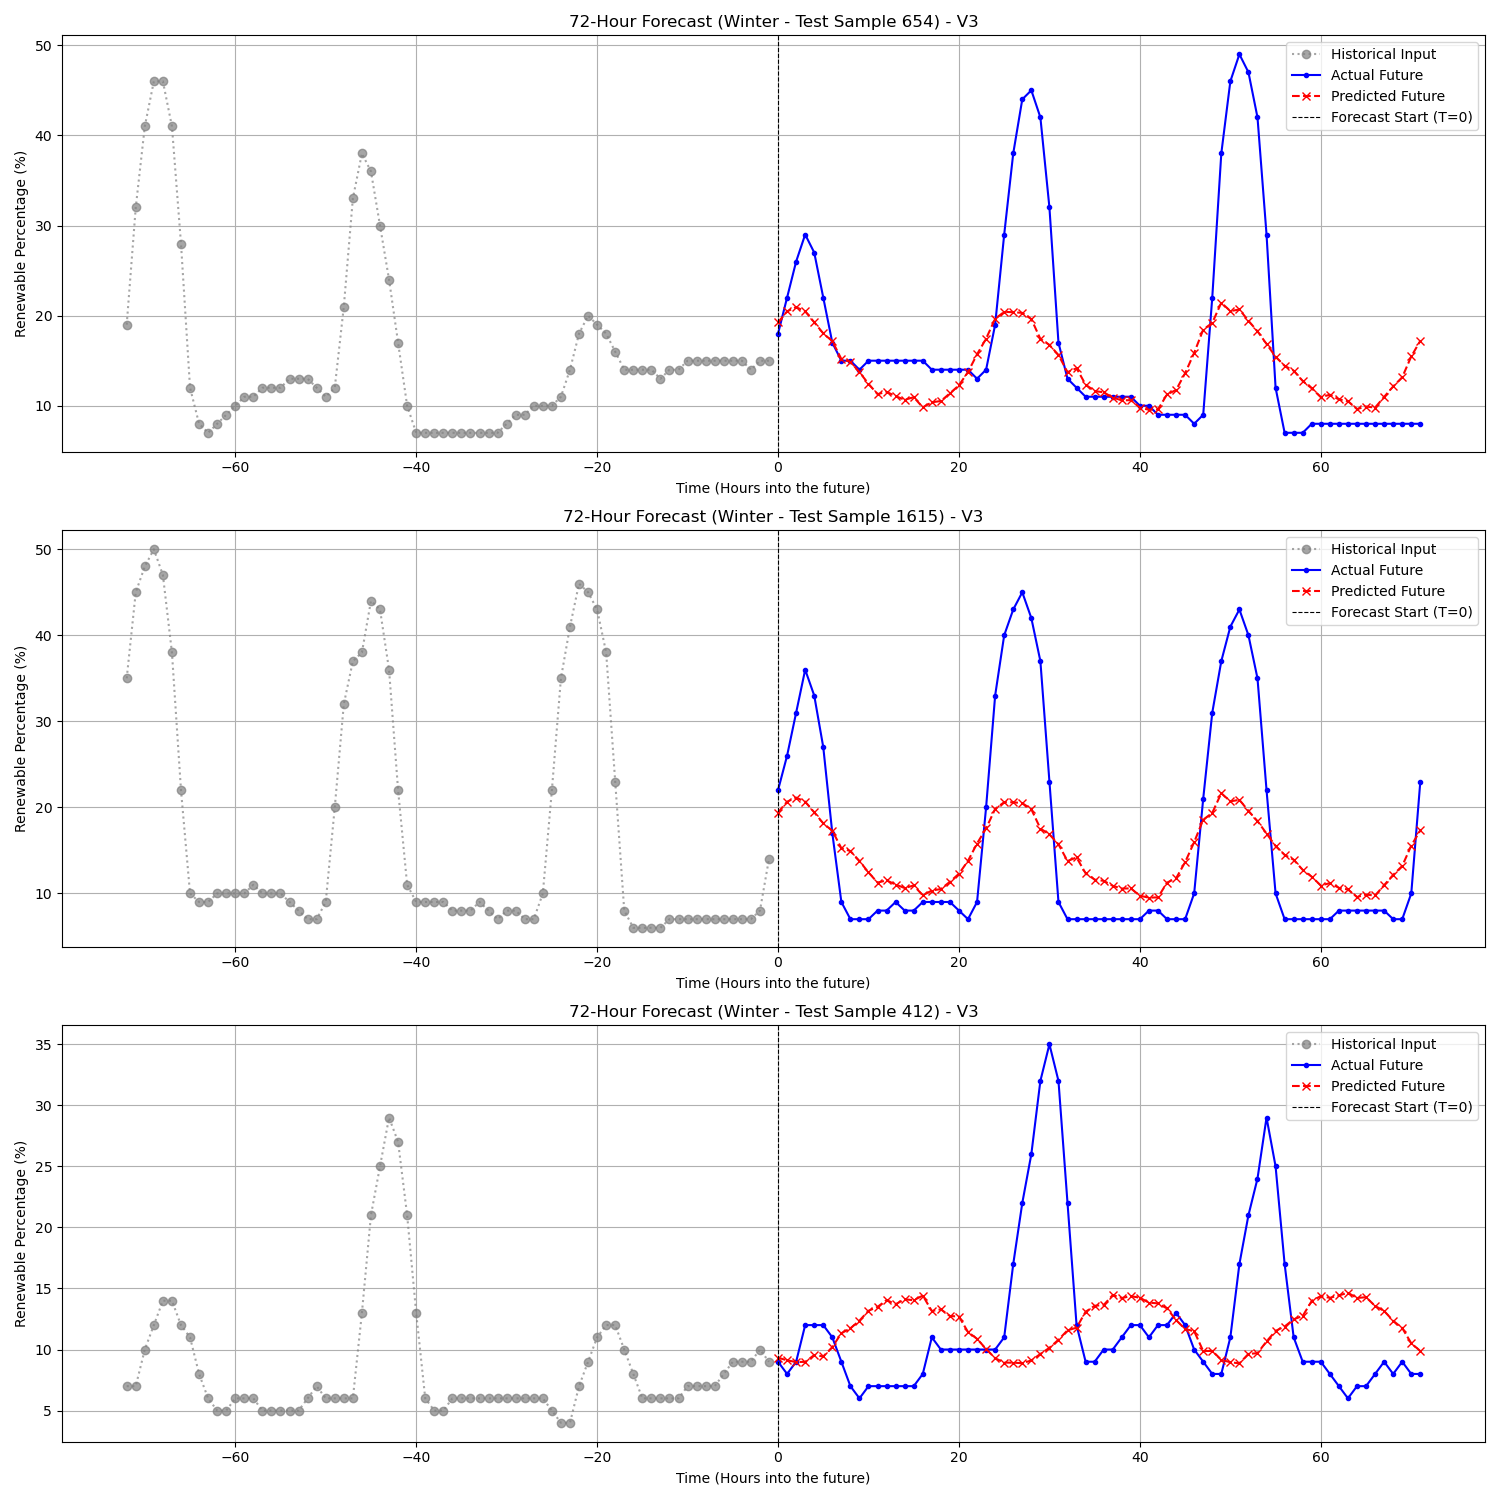 72-Hour Forecast (Winter - Test Sample 654) - V3
Renewable Percentage (%)
50
40
30
20
10
Historical Input
Actual Future
Predicted Future
Forecast Start (T=0)
−60
−40
−20
0
20
40
60
Time (Hours into the future)
72-Hour Forecast (Winter - Test Sample 1615) - V3
Renewable Percentage (%)
50
40
30
20
10
Historical Input
Actual Future
Predicted Future
Forecast Start (T=0)
−60
−40
−20
0
20
40
60
Time (Hours into the future)
72-Hour Forecast (Winter - Test Sample 412) - V3
Renewable Percentage (%)
35
30
25
20
15
10
5
Historical Input
Actual Future
Predicted Future
Forecast Start (T=0)
−60
−40
−20
0
20
40
60
Time (Hours into the future)